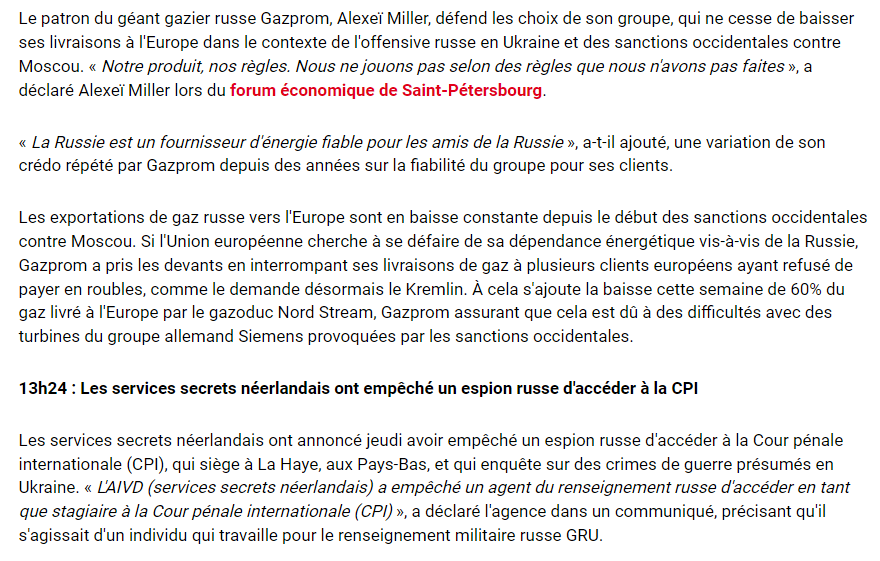 Le patron du géant gazier russe Gazprom, Alexeï Miller, défend les choix de son groupe, qui ne cesse de baisser
ses livraisons à l'Europe dans le contexte de l'offensive russe en Ukraine et des sanctions occidentales contre
Moscou. « Notre produit, nos règles. Nous ne jouons pas selon des règles que nous n'avons pas faites », a
déclaré Alexeï Miller lors du forum économique de Saint-Pétersbourg.
« La Russie est un fournisseur d'énergie fiable pour les amis de la Russie », a-t-il ajouté, une variation de son
crédo répété par Gazprom depuis des années sur la fiabilité du groupe pour ses clients.
Les exportations de gaz russe vers l'Europe sont en baisse constante depuis le début des sanctions occidentales
contre Moscou. Si l'Union européenne cherche à se défaire de sa dépendance énergétique vis-à-vis de la Russie,
Gazprom a pris les devants en interrompant ses livraisons de gaz à plusieurs clients européens ayant refusé de
payer en roubles, comme le demande désormais le Kremlin. À cela s'ajoute la baisse cette semaine de 60% du
gaz livré à l'Europe par le gazoduc Nord Stream, Gazprom assurant que cela est dû à des difficultés avec des
turbines du groupe allemand Siemens provoquées par les sanctions occidentales.
13h24 : Les services secrets néerlandais ont empêché un espion russe d'accéder à la CPI
Les services secrets néerlandais ont annoncé jeudi avoir empêché un espion russe d'accéder à la Cour pénale
internationale (CPI), qui siège à La Haye, aux Pays-Bas, et qui enquête sur des crimes de guerre présumés en
Ukraine. « L'AIVD (services secrets néerlandais) a empêché un agent du renseignement russe d'accéder en tant
que stagiaire à la Cour pénale internationale (CPI) », a déclaré l'agence dans un communiqué, précisant qu'il
s'agissait d'un individu qui travaille pour le renseignement militaire russe GRU.